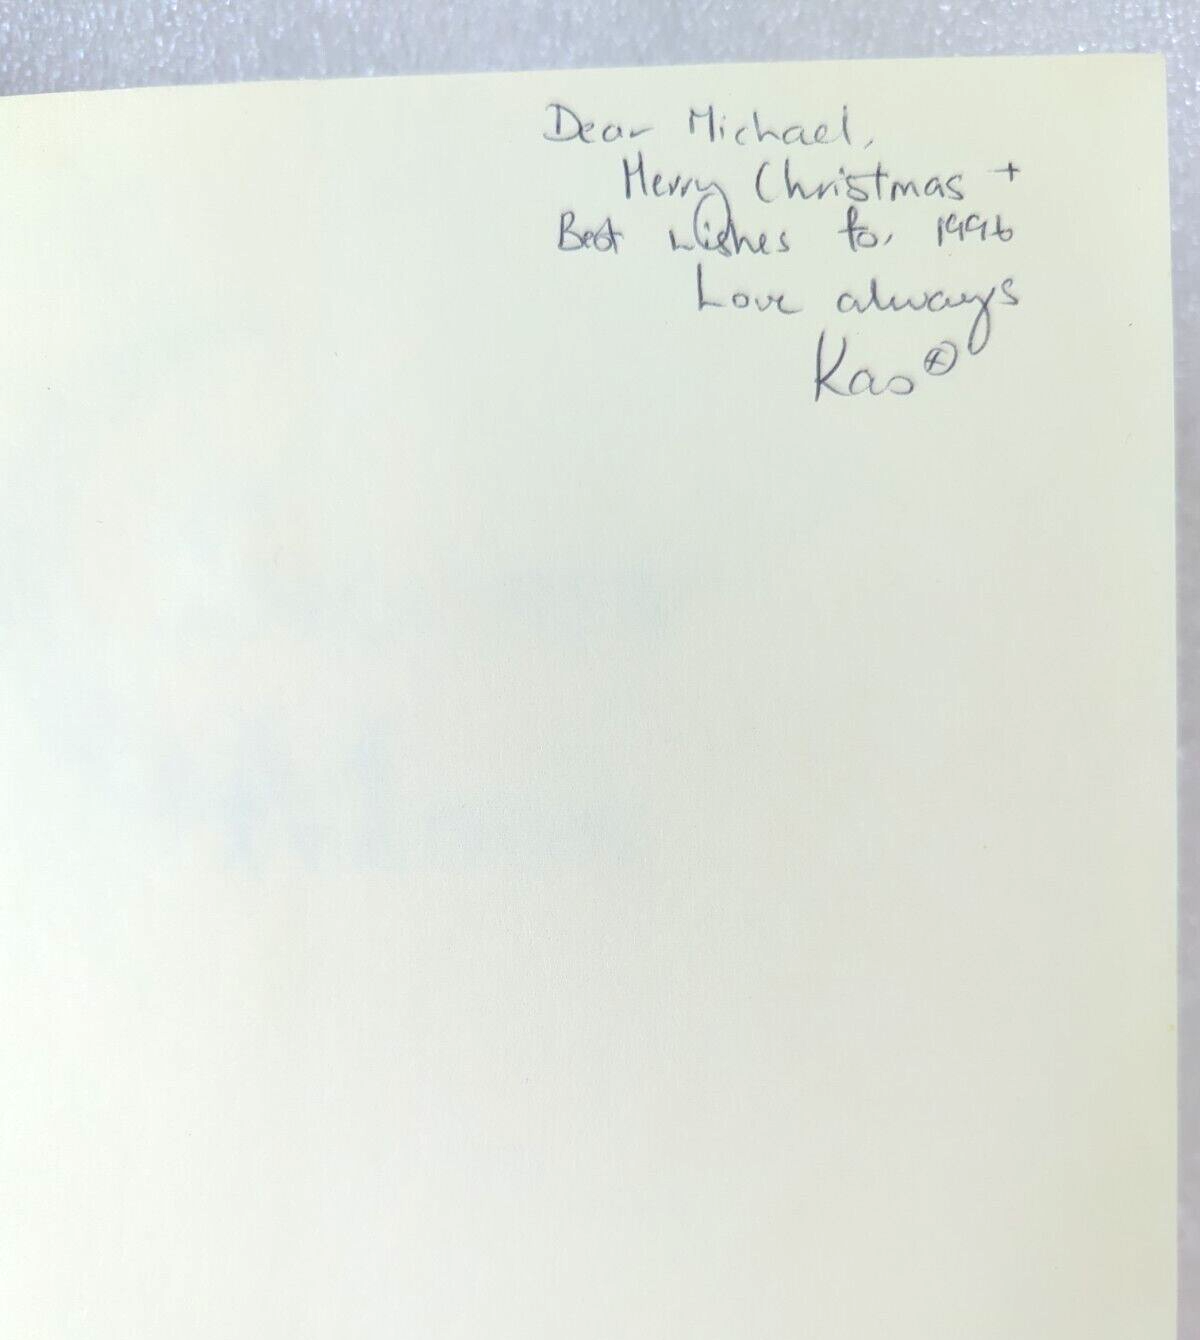 Dear Michael,
Merry Christmas +
Best wishes for 1996
Love always
Kas ⓧ